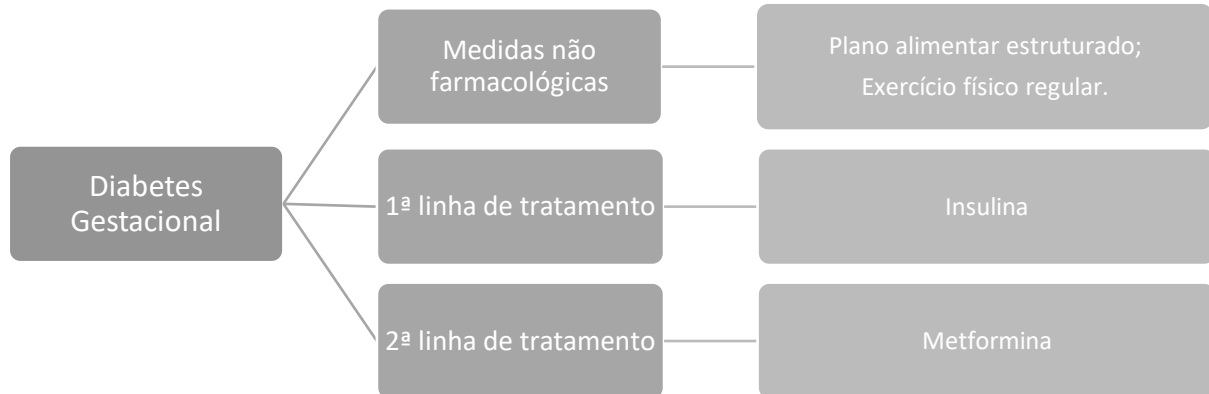 Diabetes
Gestacional
Medidas não
farmacológicas
Plano alimentar estruturado;
Exercício físico regular.
1ª linha de tratamento
Insulina
2ª linha de tratamento
Metformina